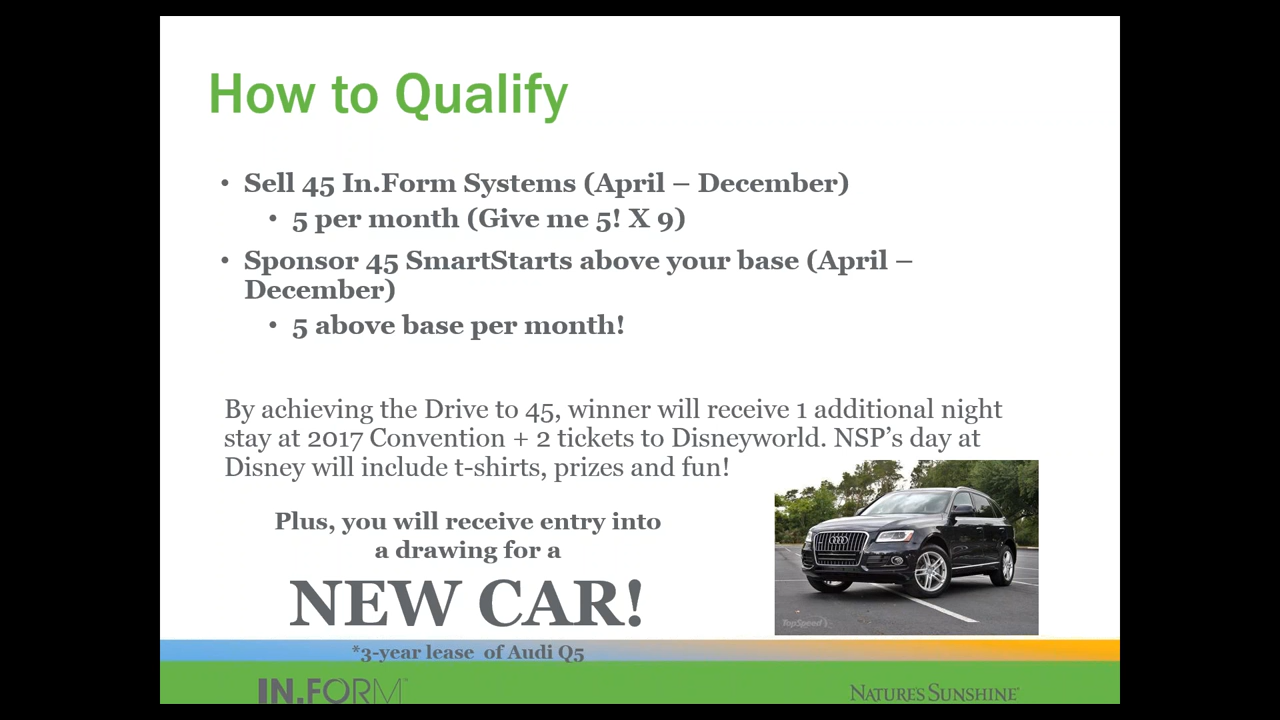 How to Qualify
• Sell 45 In.Form Systems (April – December)
• 5 per month (Give me 5! X 9)
• Sponsor 45 SmartStarts above your base (April –
December)
• 5 above base per month!
By achieving the Drive to 45, winner will receive 1 additional night
stay at 2017 Convention + 2 tickets to Disneyworld. NSP's day at
Disney will include t-shirts, prizes and fun!
Plus, you will receive entry into
a drawing for a
NEW CAR!
TopSpeed
*3-year lease of Audi Q5
IN.FORM
NATURE'S SUNSHINE